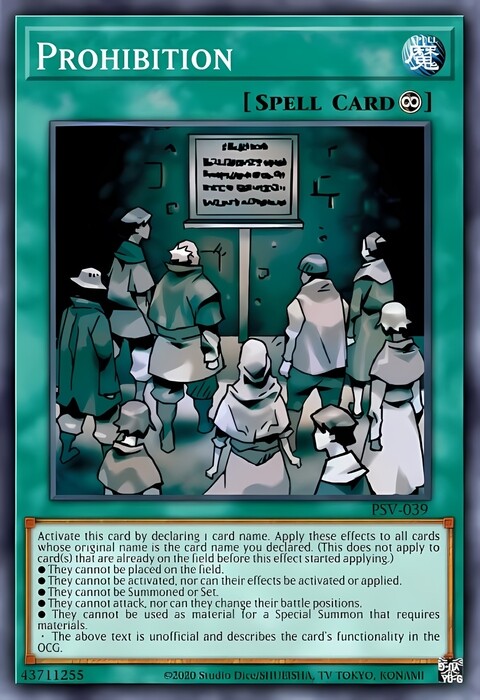 PROHIBITION
[SPELL CARD]
PSV-039
Activate this card by declaring 1 card name. Apply these effects to all cards
whose original name is the card name you declared. (This does not apply to
card(s) that are already on the field before this effect started applying.)
● They cannot be placed on the field.
● They cannot be activated, nor can their effects be activated or applied.
● They cannot be Summoned or Set.
● They cannot attack, nor can they change their battle positions.
● They cannot be used as material for a Special Summon that requires
materials.
· The above text is unofficial and describes the card's functionality in the
OCG.
43711255
©2020 Studio Dice/SHUEISHA, TV TOKYO, KONAMI